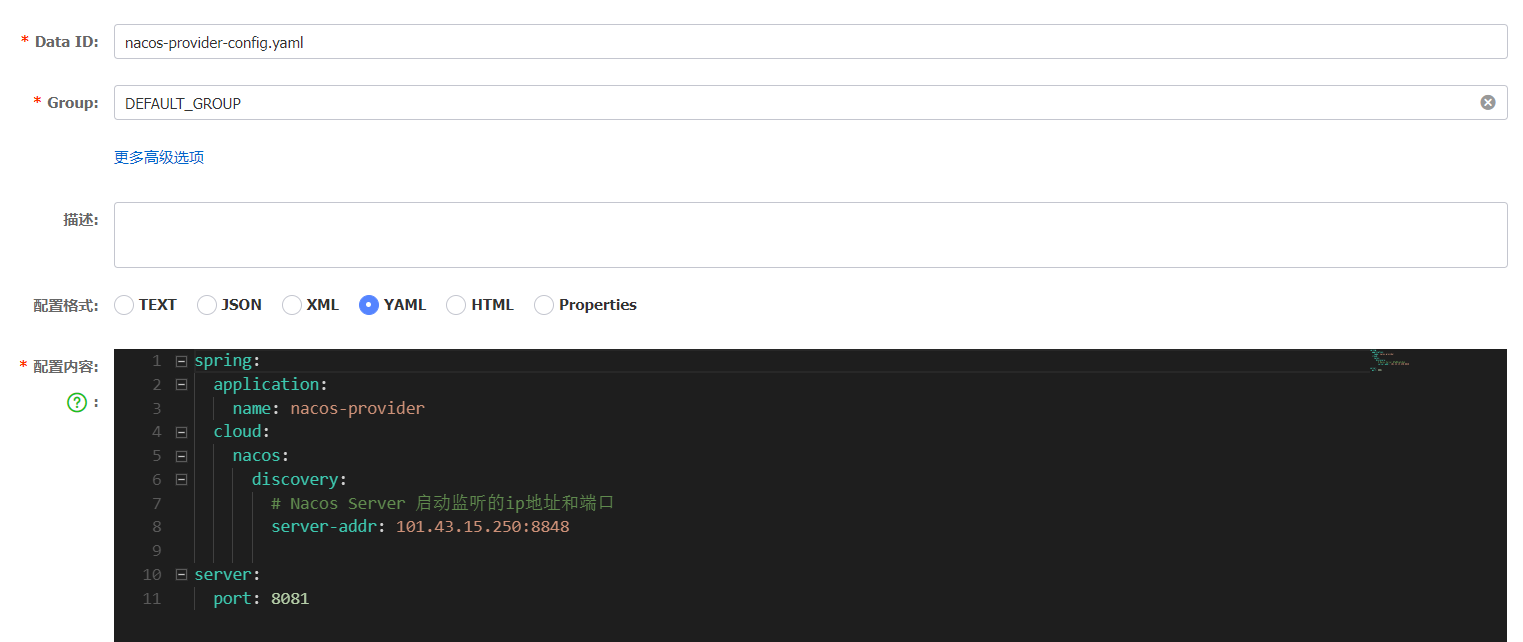 * Data ID: nacos-provider-config.yaml
* Group: DEFAULT_GROUP
更多高级选项
描述:
配置格式: TEXT JSON XML YAML HTML Properties
* 配置内容:
? :
1 spring:
2 application:
3 name: nacos-provider
4 cloud:
5 nacos:
6 discovery:
7 # Nacos Server 启动监听的ip地址和端口
8 server-addr: 101.43.15.250:8848
9
10 server:
11 port: 8081